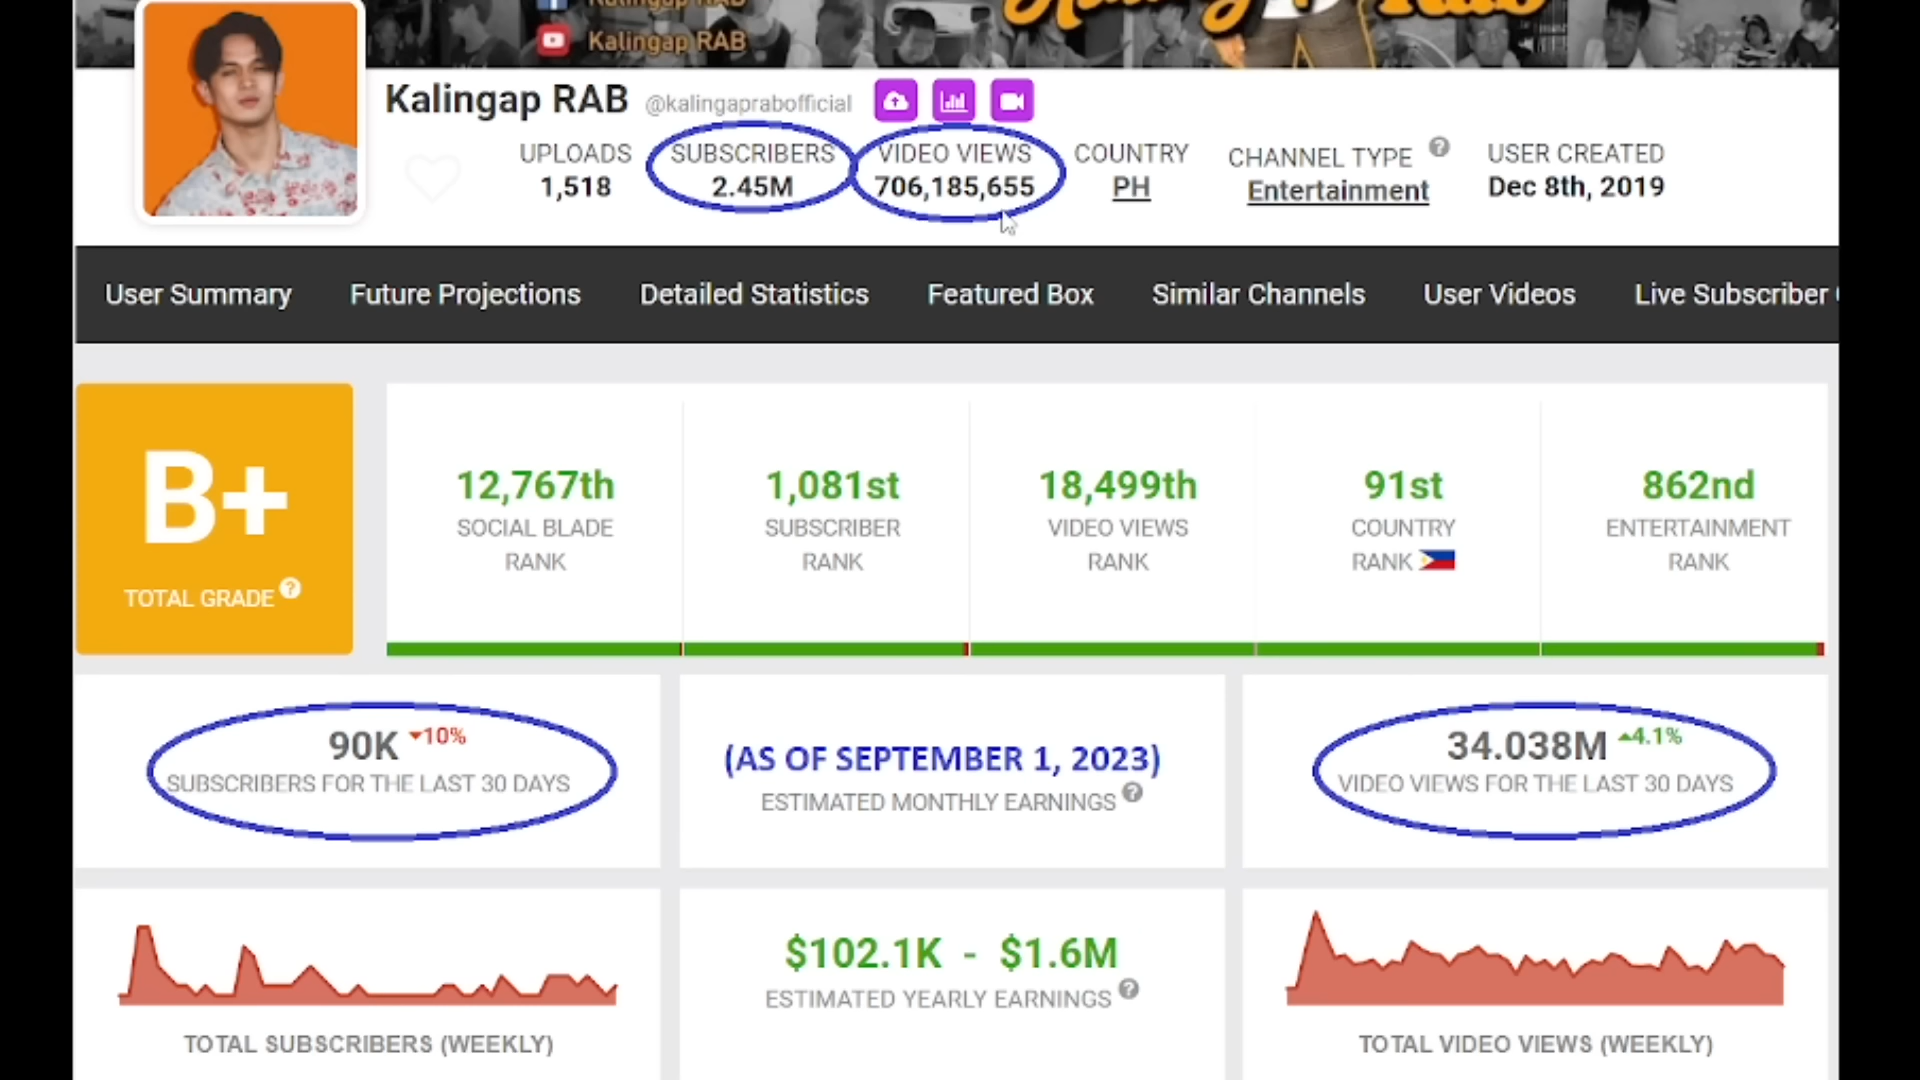 Kalingap RAB
Kalingap RAB
Kalingap RAB @kalingaprabofficial
UPLOADS
1,518
SUBSCRIBERS
2.45M
VIDEO VIEWS
706,185,655
COUNTRY
PH
CHANNEL TYPE
Entertainment
USER CREATED
Dec 8th, 2019
User Summary Future Projections Detailed Statistics Featured Box Similar Channels User Videos Live Subscriber
B+
TOTAL GRADE
12,767th
SOCIAL BLADE
RANK
1,081st
SUBSCRIBER
RANK
18,499th
VIDEO VIEWS
RANK
91st
COUNTRY
RANK
862nd
ENTERTAINMENT
RANK
90K 10%
SUBSCRIBERS FOR THE LAST 30 DAYS
(AS OF SEPTEMBER 1, 2023)
ESTIMATED MONTHLY EARNINGS
34.038M 4.1%
VIDEO VIEWS FOR THE LAST 30 DAYS
TOTAL SUBSCRIBERS (WEEKLY)
$102.1K - $1.6M
ESTIMATED YEARLY EARNINGS
TOTAL VIDEO VIEWS (WEEKLY)